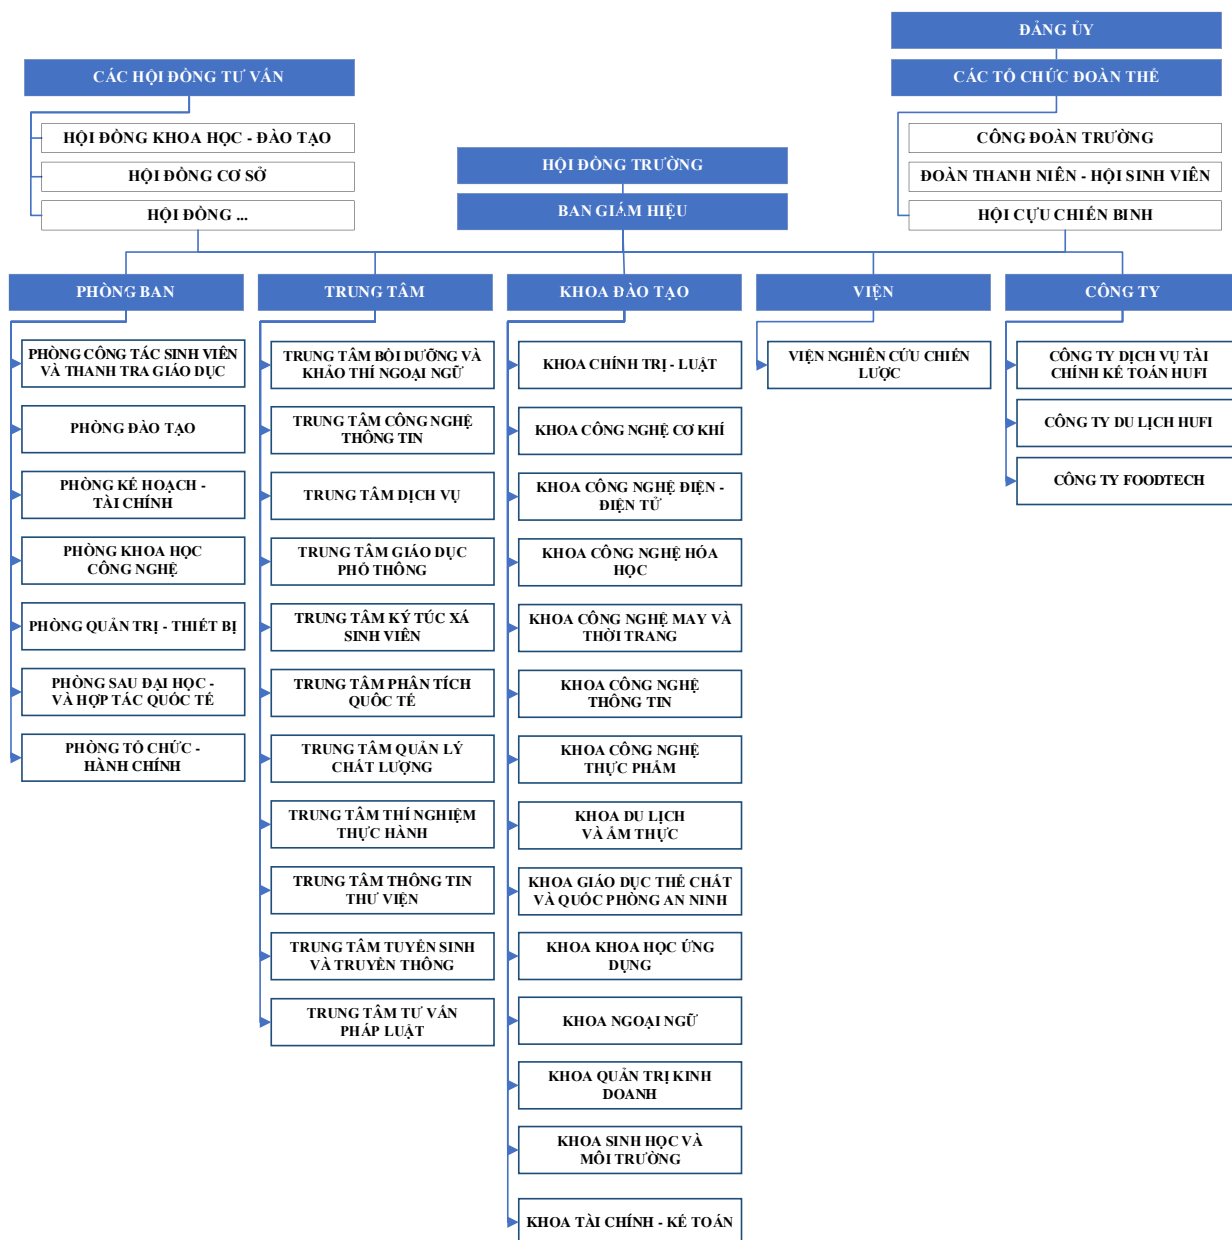 ĐẢNG ỦY
CÁC HỘI ĐỒNG TƯ VẤN
CÁC TỔ CHỨC ĐOÀN THỂ
HỘI ĐỒNG KHOA HỌC - ĐÀO TẠO
HỘI ĐỒNG CƠ SỞ
HỘI ĐỒNG ...
HỘI ĐỒNG TRƯỜNG
BAN GIÁM HIỆU
CÔNG ĐOÀN TRƯỜNG
ĐOÀN THANH NIÊN - HỘI SINH VIÊN
HỘI CỰU CHIẾN BINH
PHÒNG BAN
PHÒNG CÔNG TÁC SINH VIÊN
VÀ THANH TRA GIÁO DỤC
PHÒNG ĐÀO TẠO
PHÒNG KẾ HOẠCH -
TÀI CHÍNH
PHÒNG KHOA HỌC
CÔNG NGHỆ
PHÒNG QUẢN TRỊ - THIẾT BỊ
PHÒNG SAU ĐẠI HỌC -
VÀ HỢP TÁC QUỐC TẾ
PHÒNG TỔ CHỨC -
HÀNH CHÍNH
TRUNG TÂM
TRUNG TÂM BỒI DƯỠNG VÀ
KHẢO THÍ NGOẠI NGỮ
TRUNG TÂM CÔNG NGHỆ
THÔNG TIN
TRUNG TÂM DỊCH VỤ
TRUNG TÂM GIÁO DỤC
PHỔ THÔNG
TRUNG TÂM KÝ TÚC XÁ
SINH VIÊN
TRUNG TÂM PHÂN TÍCH
QUỐC TẾ
TRUNG TÂM QUẢN LÝ
CHẤT LƯỢNG
TRUNG TÂM THÍ NGHIỆM
THỰC HÀNH
TRUNG TÂM THÔNG TIN
THƯ VIỆN
TRUNG TÂM TUYỂN SINH
VÀ TRUYỀN THÔNG
TRUNG TÂM TƯ VẤN
PHÁP LUẬT
KHOA ĐÀO TẠO
KHOA CHÍNH TRỊ - LUẬT
KHOA CÔNG NGHỆ CƠ KHÍ
KHOA CÔNG NGHỆ ĐIỆN -
ĐIỆN TỬ
KHOA CÔNG NGHỆ HÓA
HỌC
KHOA CÔNG NGHỆ MAY VÀ
THỜI TRANG
KHOA CÔNG NGHỆ
THÔNG TIN
KHOA CÔNG NGHỆ
THỰC PHẨM
KHOA DU LỊCH
VÀ ẨM THỰC
KHOA GIÁO DỤC THỂ CHẤT
VÀ QUỐC PHÒNG AN NINH
KHOA KHOA HỌC ỨNG
DỤNG
KHOA NGOẠI NGỮ
KHOA QUẢN TRỊ KINH
DOANH
KHOA SINH HỌC VÀ
MÔI TRƯỜNG
KHOA TÀI CHÍNH - KẾ TOÁN
VIỆN
VIỆN NGHIÊN CỨU CHIẾN
LƯỢC
CÔNG TY
CÔNG TY DỊCH VỤ TÀI
CHÍNH KẾ TOÁN HUFI
CÔNG TY DU LỊCH HUFI
CÔNG TY FOODTECH